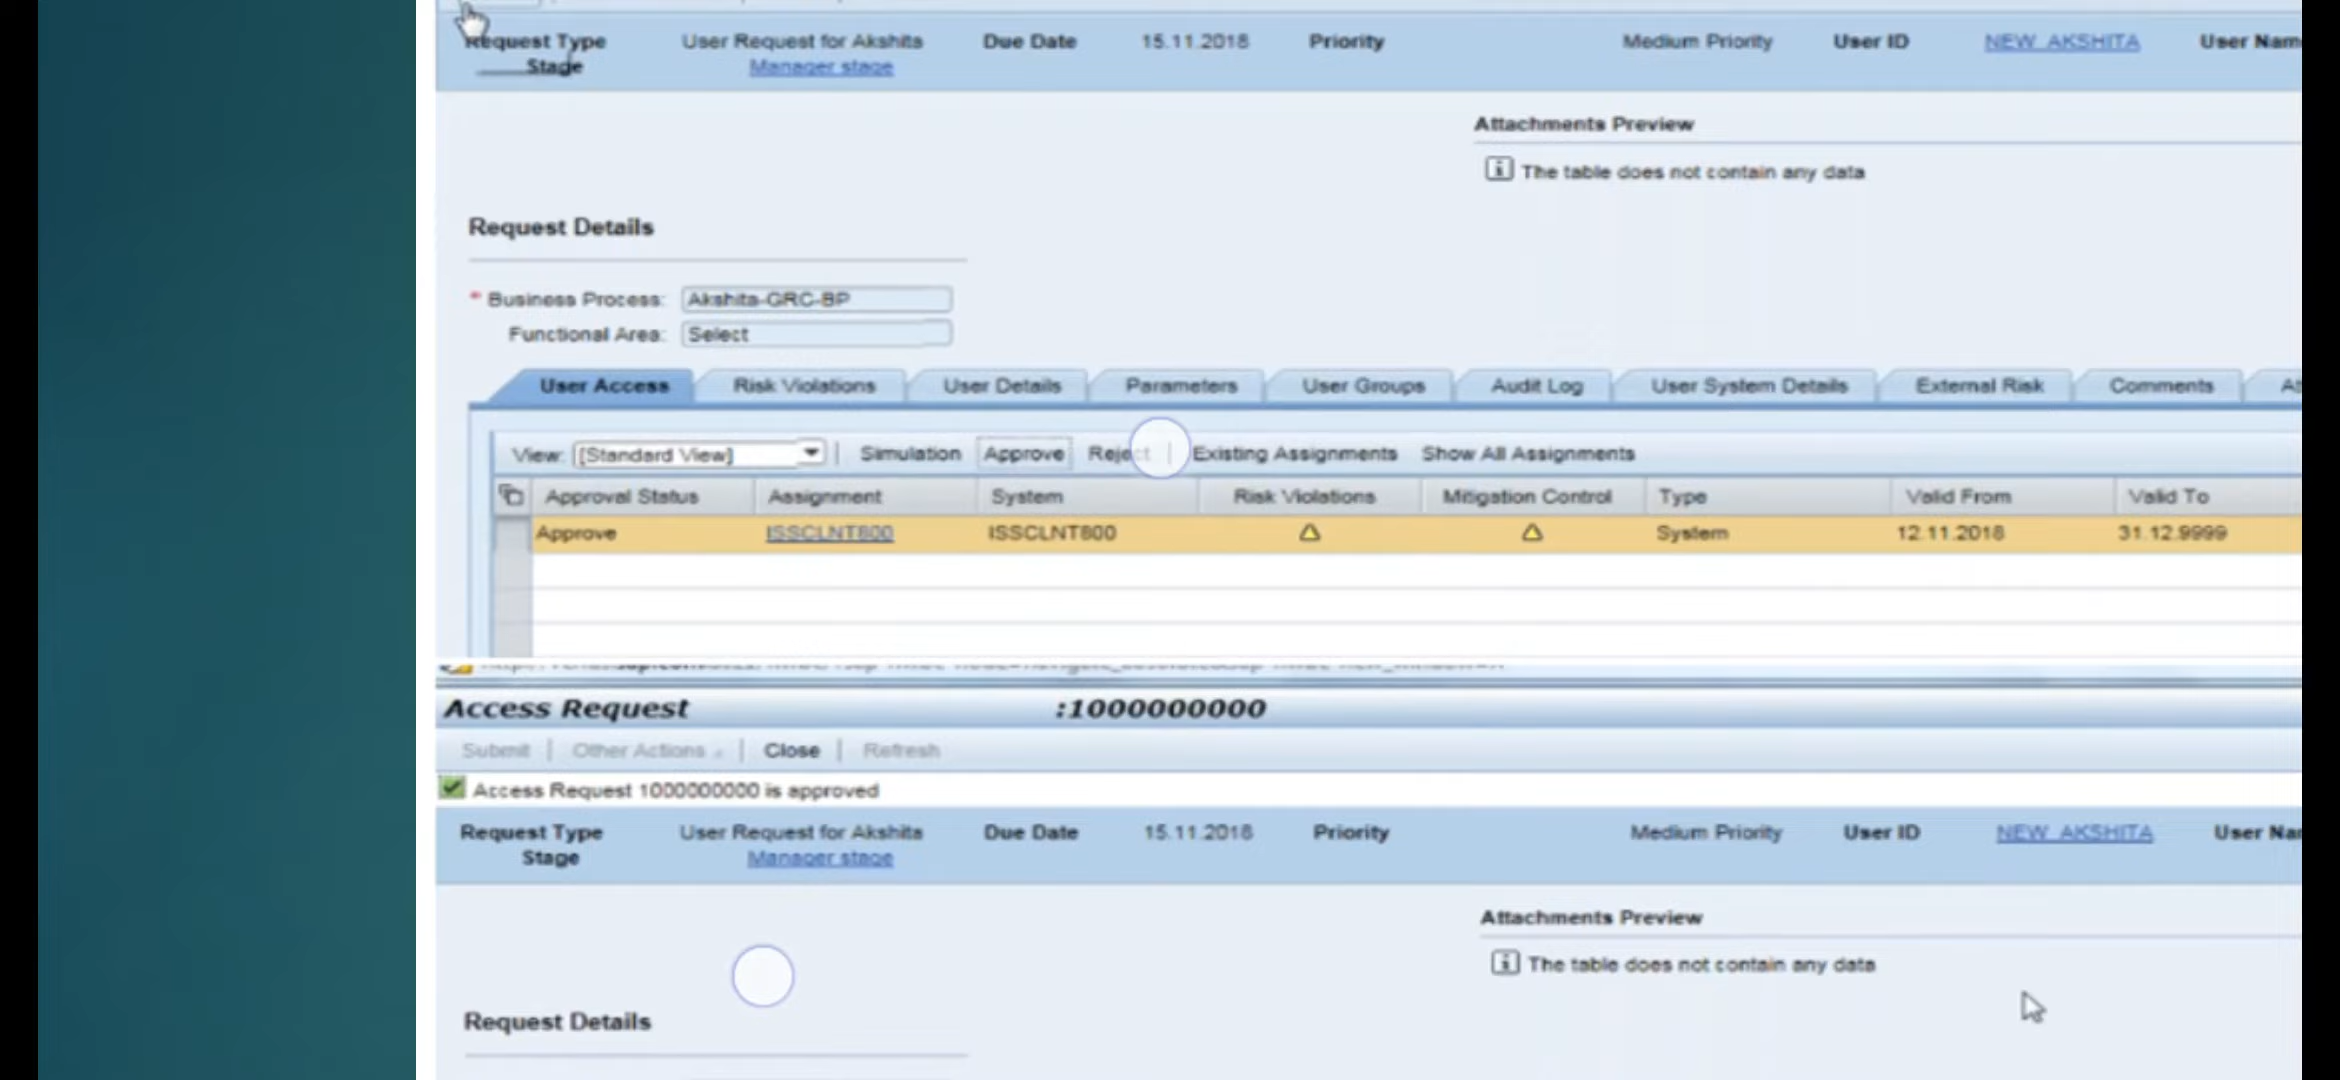 Request Type User Request for Akshita Due Date 15.11.2018 Priority Medium Priority User ID NEW_AKSHITA User Nam
Stage Manager stage
Attachments Preview
The table does not contain any data
Request Details
* Business Process: Akshita-GRC-BP
Functional Area: Select
User Access Risk Violations User Details Parameters User Groups Audit Log User System Details External Risk Comments At
View: [Standard View] Simulation Approve Reject Existing Assignments Show All Assignments
Approval Status Assignment System Risk Violations Mitigation Control Type Valid From Valid To
Approve ISSCLNT800 ISSCLNT800 System 12.11.2018 31.12.9999
Access Request :1000000000
Submit Other Actions Close Refresh
Access Request 1000000000 is approved
Request Type User Request for Akshita Due Date 15.11.2018 Priority Medium Priority User ID NEW_AKSHITA User Nar
Stage Manager stage
Attachments Preview
The table does not contain any data
Request Details